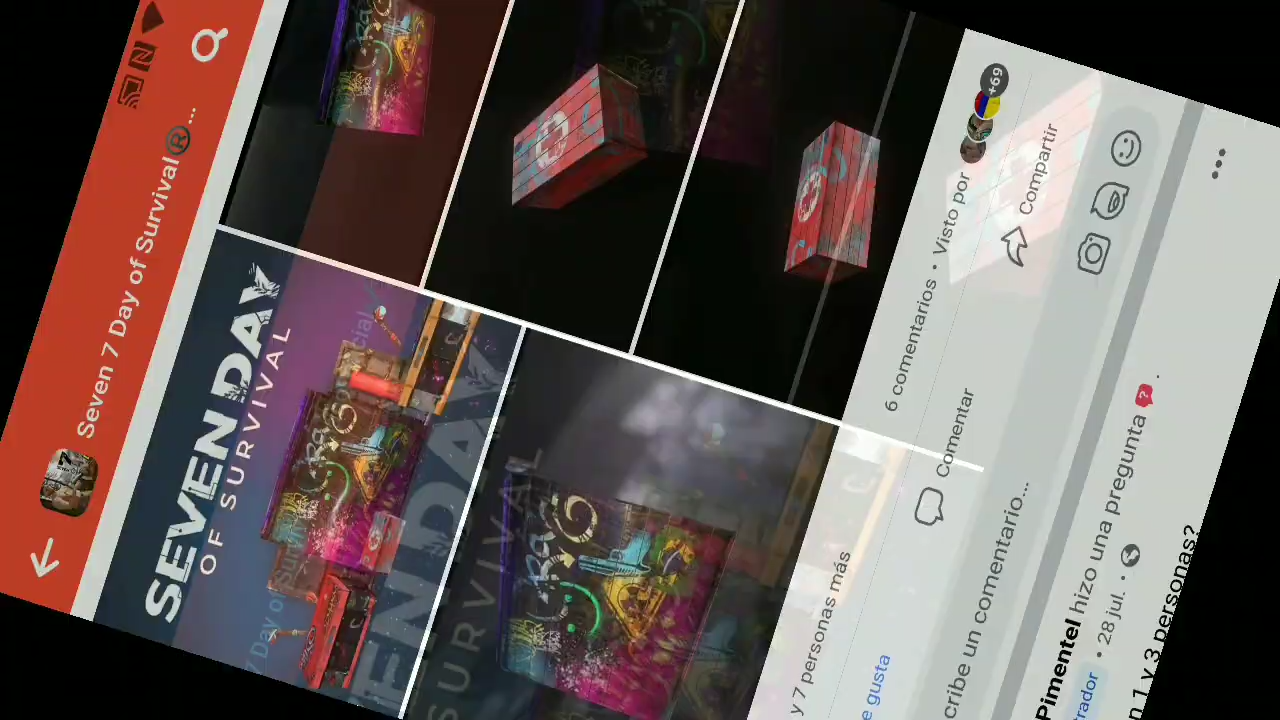 Seven 7 Day of Survival®...
SEVEN DAY
OF SURVIVAL
y 7 personas más
6 comentarios • Visto por
+69
e gusta
Comentar
Compartir
cribe un comentario...
Pimentel hizo una pregunta
trador • 28 jul. •
n 1 y 3 personas?